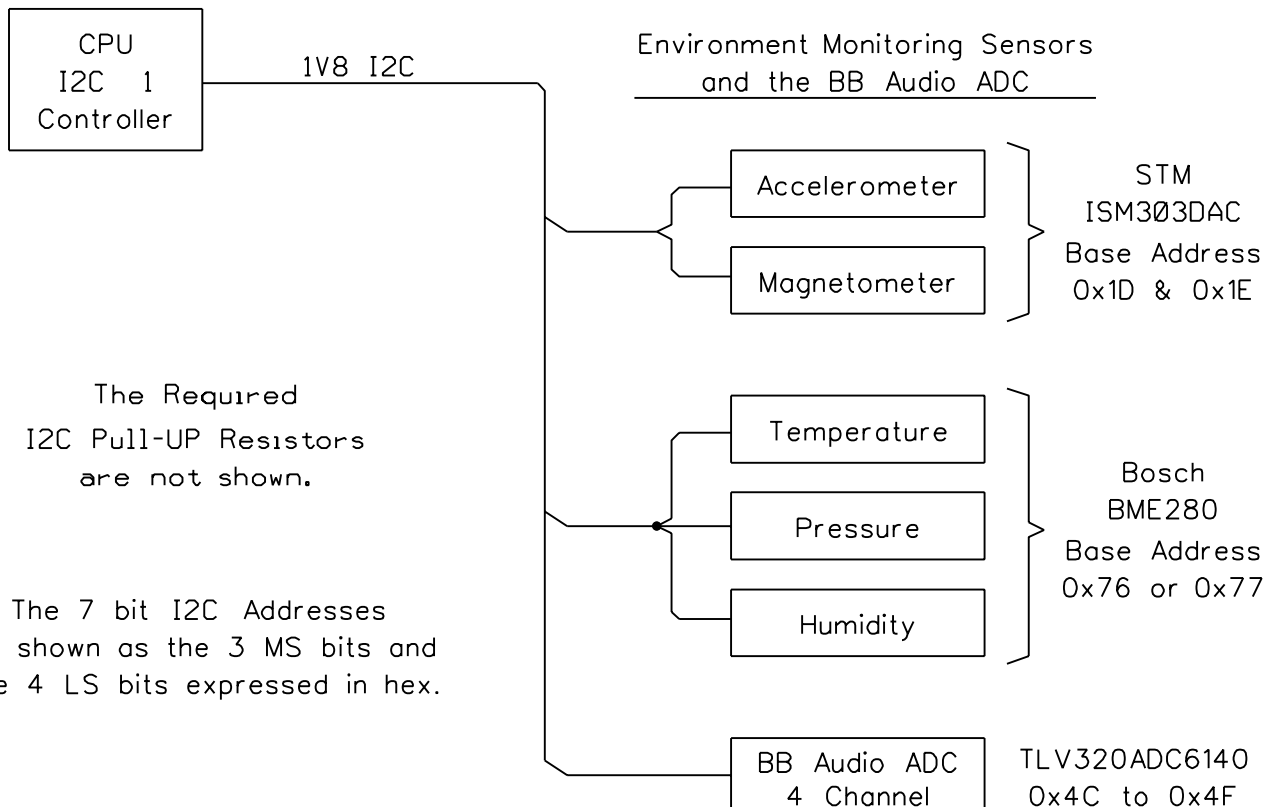 CPU
I2C 1
Controller
1V8 I2C
Environment Monitoring Sensors
and the BB Audio ADC
Accelerometer
Magnetometer
STM
ISM303DAC
Base Address
0x1D & 0x1E
The Required
I2C Pull-UP Resistors
are not shown.
Temperature
Pressure
Humidity
Bosch
BME280
Base Address
0x76 or 0x77
The 7 bit I2C Addresses
shown as the 3 MS bits and
4 LS bits expressed in hex.
BB Audio ADC
4 Channel
TLV320ADC6140
0x4C to 0x4F